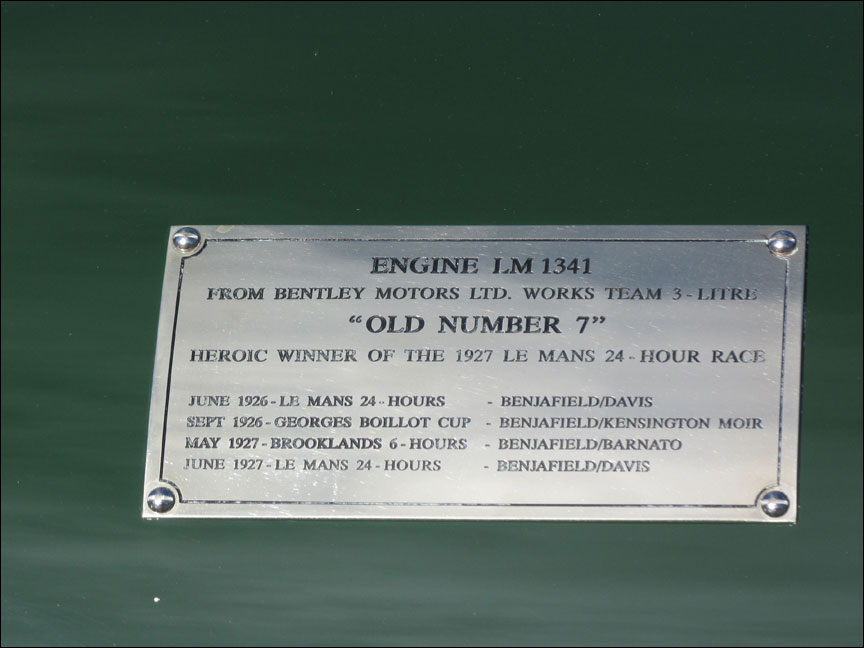 ENGINE LM 1341
FROM BENTLEY MOTORS LTD. WORKS TEAM 3-LITRE
"OLD NUMBER 7"
HEROIC WINNER OF THE 1927 LE MANS 24-HOUR RACE
JUNE 1926-LE MANS 24-HOURS - BENJAFIELD/DAVIS
SEPT 1926-GEORGES BOILLOT CUP - BENJAFIELD/KENSINGTON MOIR
MAY 1927-BROOKLANDS 6-HOURS - BENJAFIELD/BARNATO
JUNE 1927-LE MANS 24-HOURS - BENJAFIELD/DAVIS